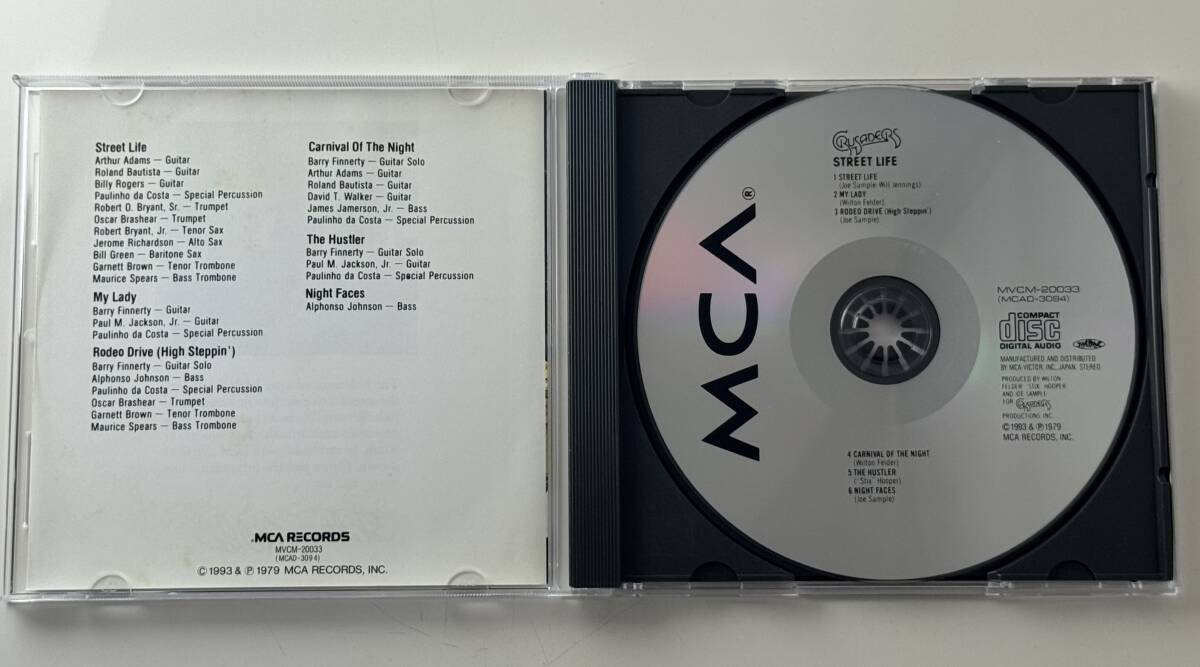 Street Life
Arthur Adams — Guitar
Roland Bautista — Guitar
Billy Rogers — Guitar
Paulinho da Costa — Special Percussion
Robert O. Bryant, Sr. — Trumpet
Oscar Brashear — Trumpet
Robert Bryant, Jr. — Tenor Sax
Jerome Richardson — Alto Sax
Bill Green — Baritone Sax
Garnett Brown — Tenor Trombone
Maurice Spears — Bass Trombone
My Lady
Barry Finnerty — Guitar
Paul M. Jackson, Jr. — Guitar
Paulinho da Costa — Special Percussion
Rodeo Drive (High Steppin')
Barry Finnerty — Guitar Solo
Alphonso Johnson — Bass
Paulinho da Costa — Special Percussion
Oscar Brashear — Trumpet
Garnett Brown — Tenor Trombone
Maurice Spears — Bass Trombone
Carnival Of The Night
Barry Finnerty — Guitar Solo
Arthur Adams — Guitar
Roland Bautista — Guitar
David T. Walker — Guitar
James Jamerson, Jr. — Bass
Paulinho da Costa — Special Percussion
The Hustler
Barry Finnerty — Guitar Solo
Paul M. Jackson, Jr. — Guitar
Paulinho da Costa — Special Percussion
Night Faces
Alphonso Johnson — Bass
MCA RECORDS
MVCM-20033
(MCAD-3094)
© 1993 & ℗ 1979 MCA RECORDS, INC.
MCA®
CRUSADERS
STREET LIFE
1 STREET LIFE
(Joe Sample-Will Jennings)
2 MY LADY
(Wilton Felder)
3 RODEO DRIVE (High Steppin')
(Joe Sample)
MVCM-20033
(MCAD-3094)
COMPACT
disc
DIGITAL AUDIO
MANUFACTURED AND DISTRIBUTED
BY MCA VICTOR, INC., JAPAN. STEREO
PRODUCED BY WILTON
FELDER "STIX" HOOPER
AND JOE SAMPLE
FOR CRUSADERS
PRODUCTIONS, INC.
© 1993 & ℗ 1979
MCA RECORDS, INC.
4 CARNIVAL OF THE NIGHT
(Wilton Felder)
5 THE HUSTLER
("Stix" Hooper)
6 NIGHT FACES
(Joe Sample)